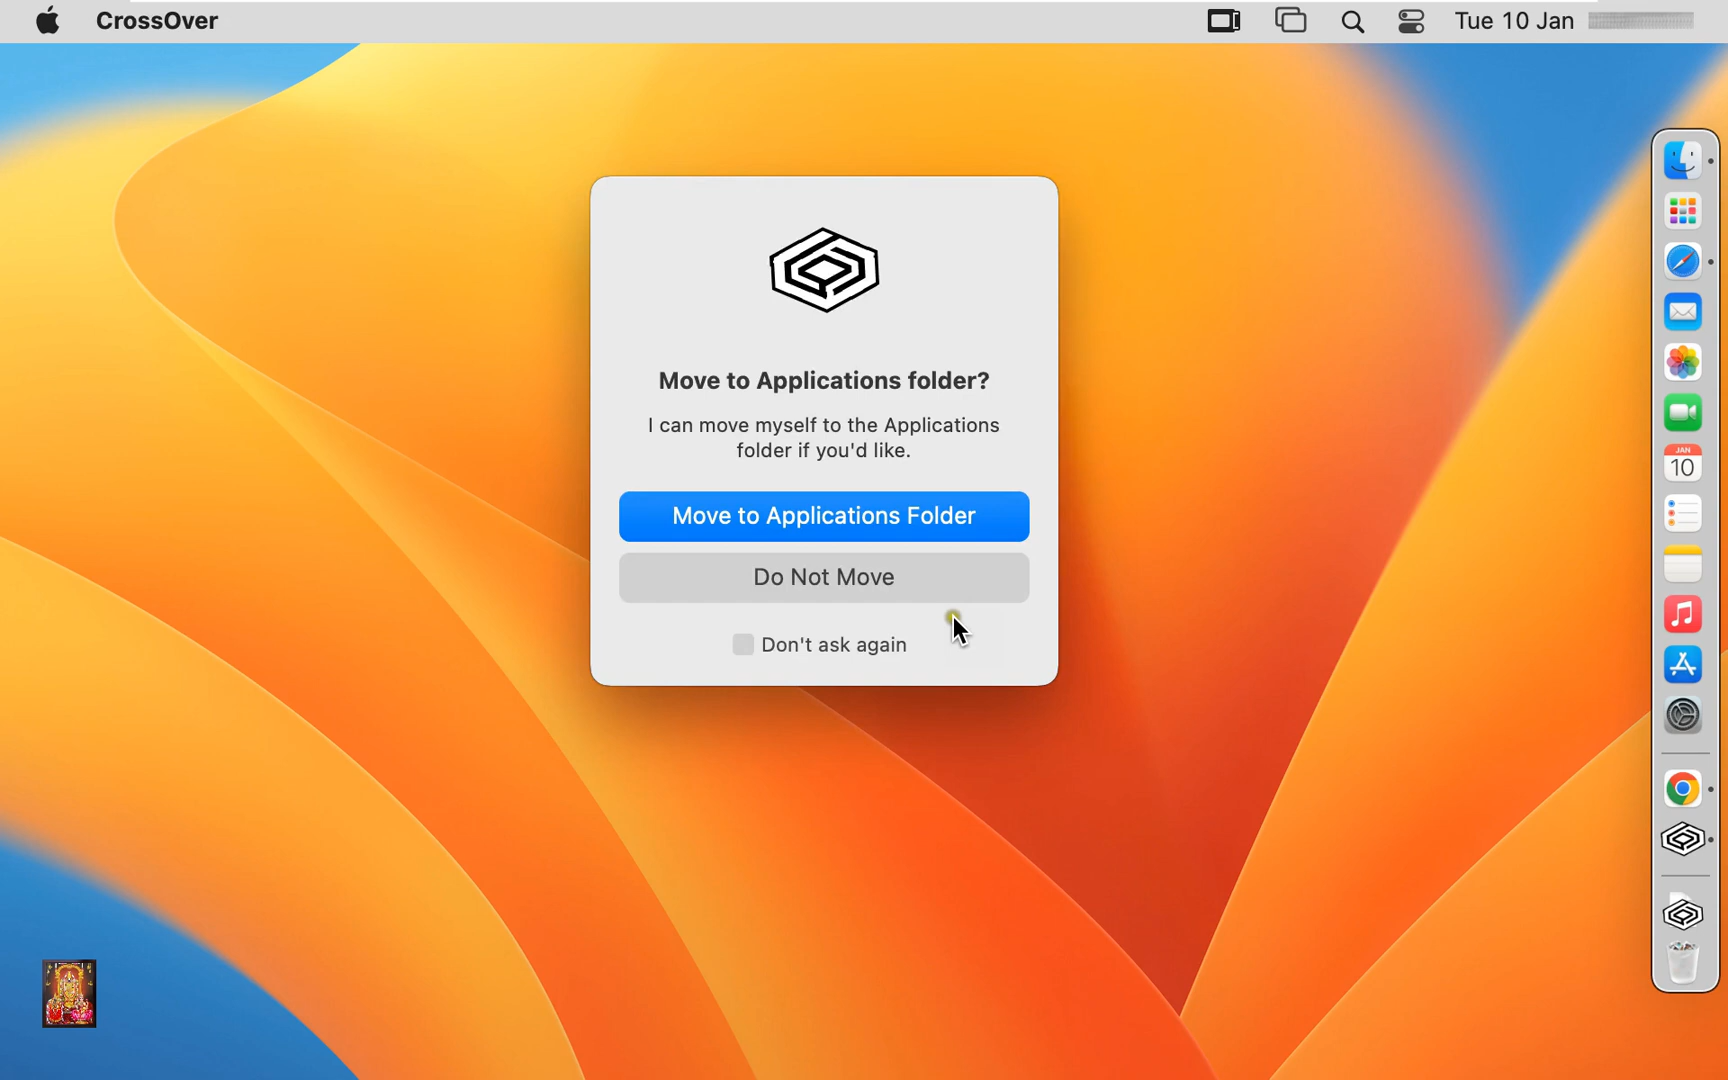 CrossOver
Tue 10 Jan
Move to Applications folder?
I can move myself to the Applications
folder if you'd like.
Move to Applications Folder
Do Not Move
Don't ask again
JAN
10